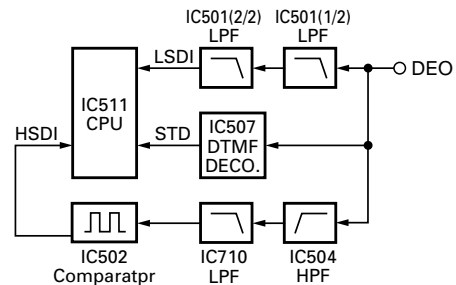 IC501(2/2)
LPF
IC501(1/2)
LPF
LSDI
DEO
IC511
CPU
HSDI
STD
IC507
DTMF
DECO.
IC502
Comparatpr
IC710
LPF
IC504
HPF